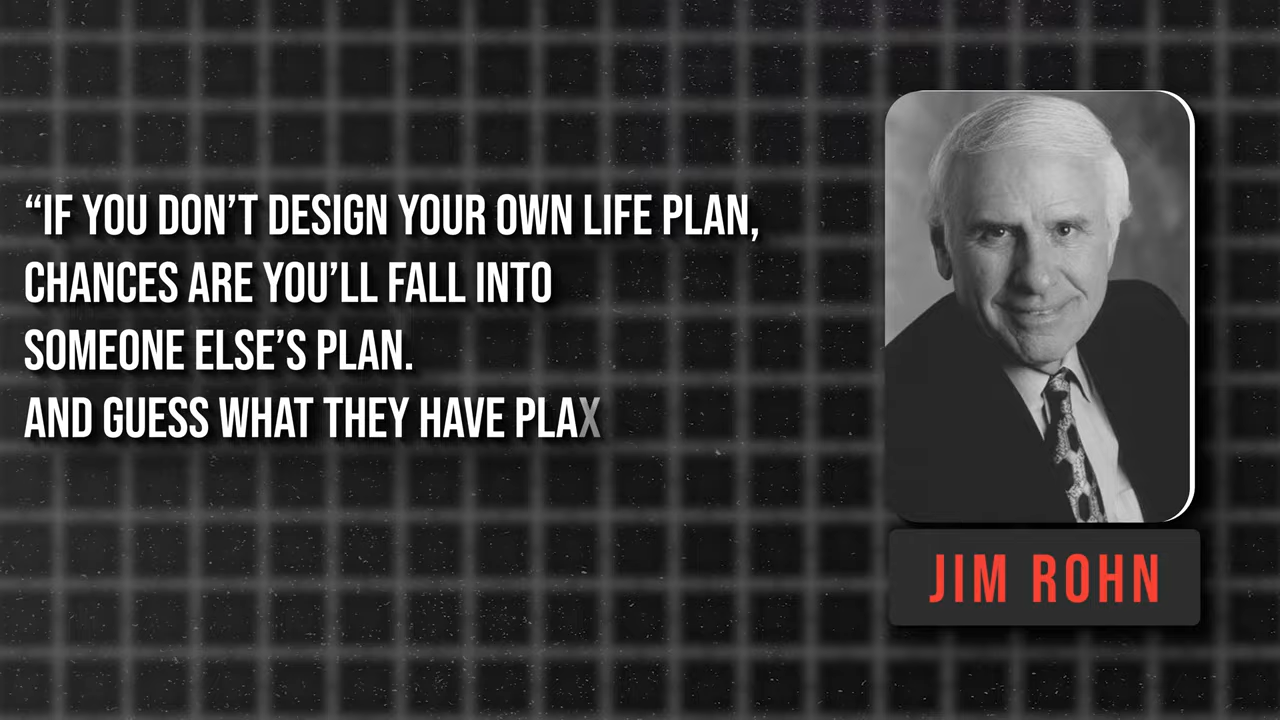 “IF YOU DON’T DESIGN YOUR OWN LIFE PLAN,
CHANCES ARE YOU’LL FALL INTO
SOMEONE ELSE’S PLAN.
AND GUESS WHAT THEY HAVE PLAX
JIM ROHN